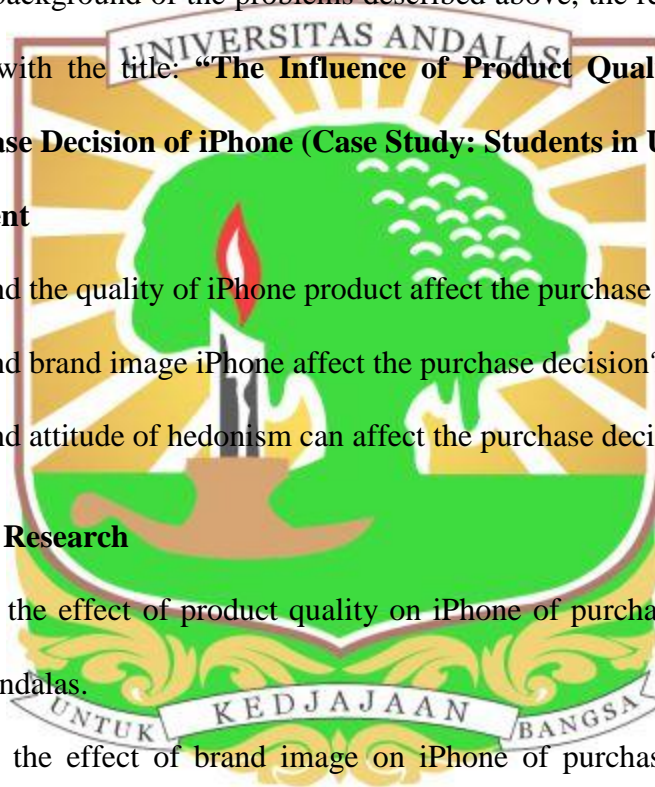 background of the problems described above, the re
UNIVERSITAS ANDALAS
with the title: “The Influence of Product Qual
ase Decision of iPhone (Case Study: Students in U
ent
nd the quality of iPhone product affect the purchase
nd brand image iPhone affect the purchase decision
nd attitude of hedonism can affect the purchase deci
Research
the effect of product quality on iPhone of purcha
ndalas.
UNTUK KEDJAJAAN BANGSA
the effect of brand image on iPhone of purchas